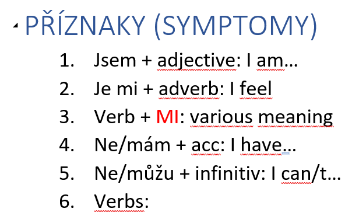 PŘÍZNAKY (SYMPTOMY)
1. Jsem + adjective: I am...
2. Je mi + adverb: I feel
3. Verb + MI: various meaning
4. Ne/mám + acc: I have...
5. Ne/můžu + infinitiv: I can/t...
6. Verbs: